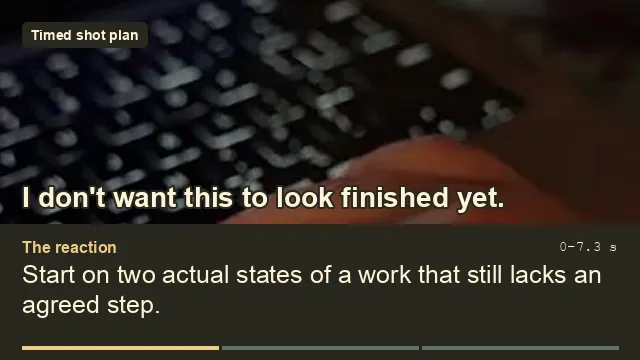 Timed shot plan
I don't want this to look finished yet.
The reaction
0–7.3 s
Start on two actual states of a work that still lacks an
agreed step.